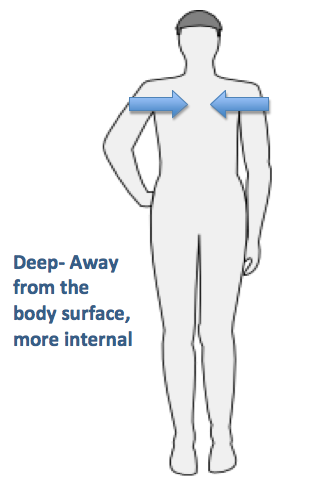 Deep- Away
from the
body surface,
more internal